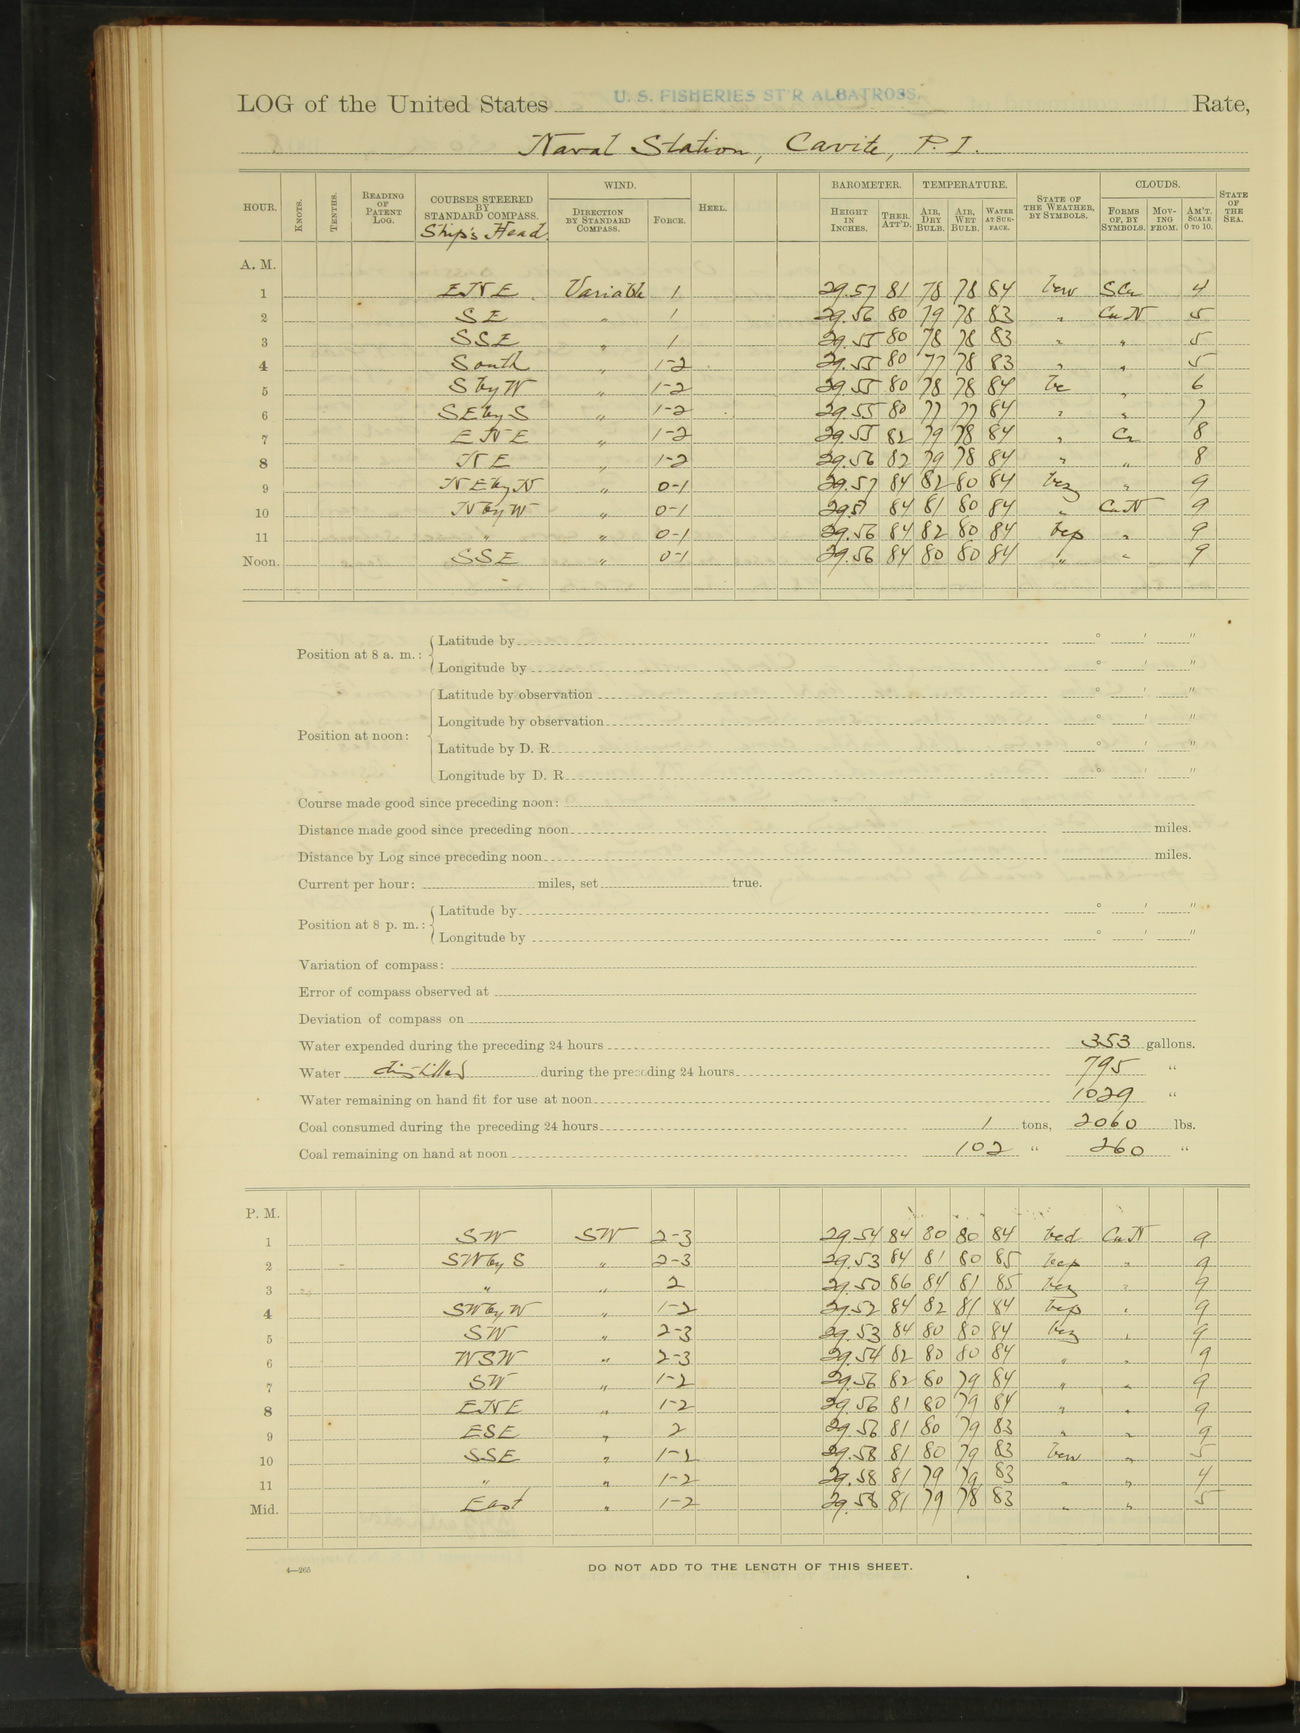 LOG of the United States U. S. FISHERIES ST'R ALBATROSS. Rate,
Naval Station, Cavite, P. I.
HOUR. KNOTS. TENTHS. READING OF PATENT LOG. COURSES STEERED BY STANDARD COMPASS. Ship's Head. WIND. DIRECTION BY STANDARD COMPASS. FORCE. HEEL. BAROMETER. HEIGHT IN INCHES. THER. ATT'D. TEMPERATURE. AIR, DRY BULB. AIR, WET BULB. WATER AT SURFACE. STATE OF THE WEATHER, BY SYMBOLS. CLOUDS. FORMS OF, BY SYMBOLS. MOVING FROM. AM'T. SCALE 0 TO 10. STATE OF THE SEA.
A. M.
1 ENE Variable 1 29.57 81 78 78 84 bcw S.Cu 4
2 SE " 1 29.56 80 79 78 83 " Cu N 5
3 SSE " 1 29.55 80 78 78 83 " " 5
4 South " 1-2 29.55 80 77 78 83 " " 5
5 S by W " 1-2 29.55 80 78 78 84 bc " 6
6 SE by S " 1-2 29.55 80 77 77 84 " " 7
7 ENE " 1-2 29.55 82 79 78 84 " Cu 8
8 NE " 1-2 29.56 82 79 78 84 " " 8
9 NE by N " 0-1 29.57 84 82 80 84 bcz " 9
10 N by W " 0-1 84 81 80 84 " Cu N 9
11 " " 0-1 29.56 84 82 80 84 bcp " 9
Noon. SSE " 0-1 29.56 84 80 80 84 " " 9
Position at 8 a. m.: Latitude by ° ' "
Longitude by ° ' "
Position at noon: Latitude by observation ° ' "
Longitude by observation ° ' "
Latitude by D. R. ° ' "
Longitude by D. R. ° ' "
Course made good since preceding noon:
Distance made good since preceding noon miles.
Distance by Log since preceding noon miles.
Current per hour: miles, set true.
Position at 8 p. m.: Latitude by ° ' "
Longitude by ° ' "
Variation of compass:
Error of compass observed at
Deviation of compass on
Water expended during the preceding 24 hours 353 gallons.
Water distilled during the preceding 24 hours 795 "
Water remaining on hand fit for use at noon 1029 "
Coal consumed during the preceding 24 hours 1 tons, 2060 lbs.
Coal remaining on hand at noon 102 " 260 "
P. M.
1 SW SW 2-3 29.54 84 80 80 84 Cu N 9
2 SW by S " 2-3 29.53 84 81 80 85 bcp " 9
3 " " 2 29.50 86 84 81 85 bcz " 9
4 SW by W " 1-2 29.52 84 82 81 84 bcp " 9
5 SW " 2-3 29.53 84 80 80 84 bcz " 9
6 WSW " 2-3 29.54 82 80 80 84 " " 9
7 SW " 1-2 29.56 82 80 79 84 " " 9
8 ENE " 1-2 29.56 81 80 79 84 " " 9
9 ESE " 2 81 80 79 83 " " 9
10 SSE " 1-2 29.58 81 80 79 83 bcw " 5
11 " " 1-2 29.58 81 79 79 83 " " 4
Mid. East " 1-2 29.58 81 79 78 83 " " 5
4—265
DO NOT ADD TO THE LENGTH OF THIS SHEET.